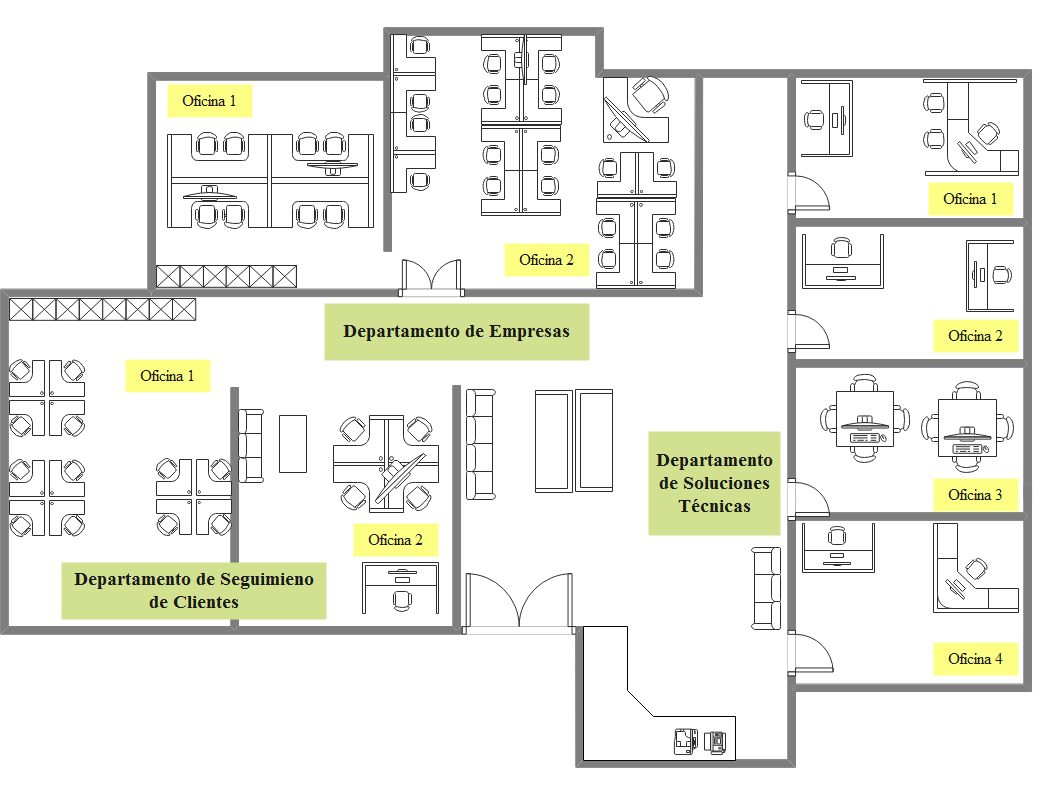 Oficina 1
Oficina 2
Departamento de Empresas
Oficina 1
Oficina 2
Departamento de Seguimieno
de Clientes
Departamento
de Soluciones
Técnicas
Oficina 1
Oficina 2
Oficina 3
Oficina 4